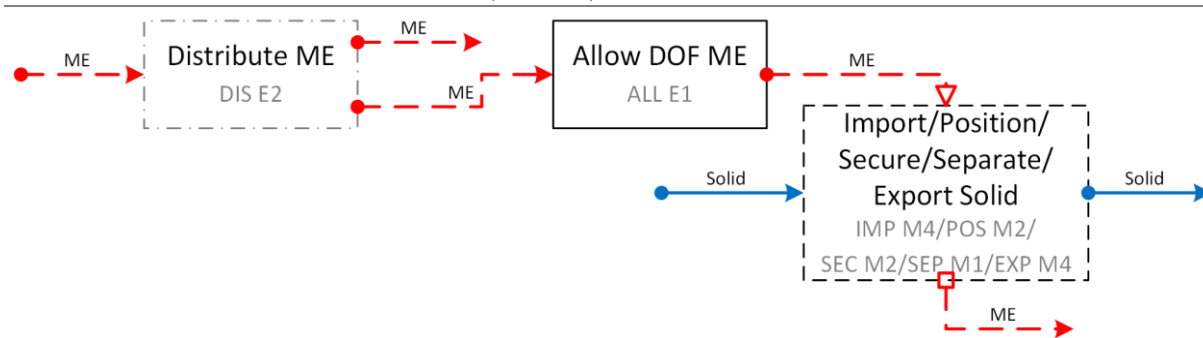 ME
Distribute ME
DIS E2
ME
ME
Allow DOF ME
ALL E1
ME
Solid
Import/Position/
Secure/Separate/
Export Solid
IMP M4/POS M2/
SEC M2/SEP M1/EXP M4
Solid
ME